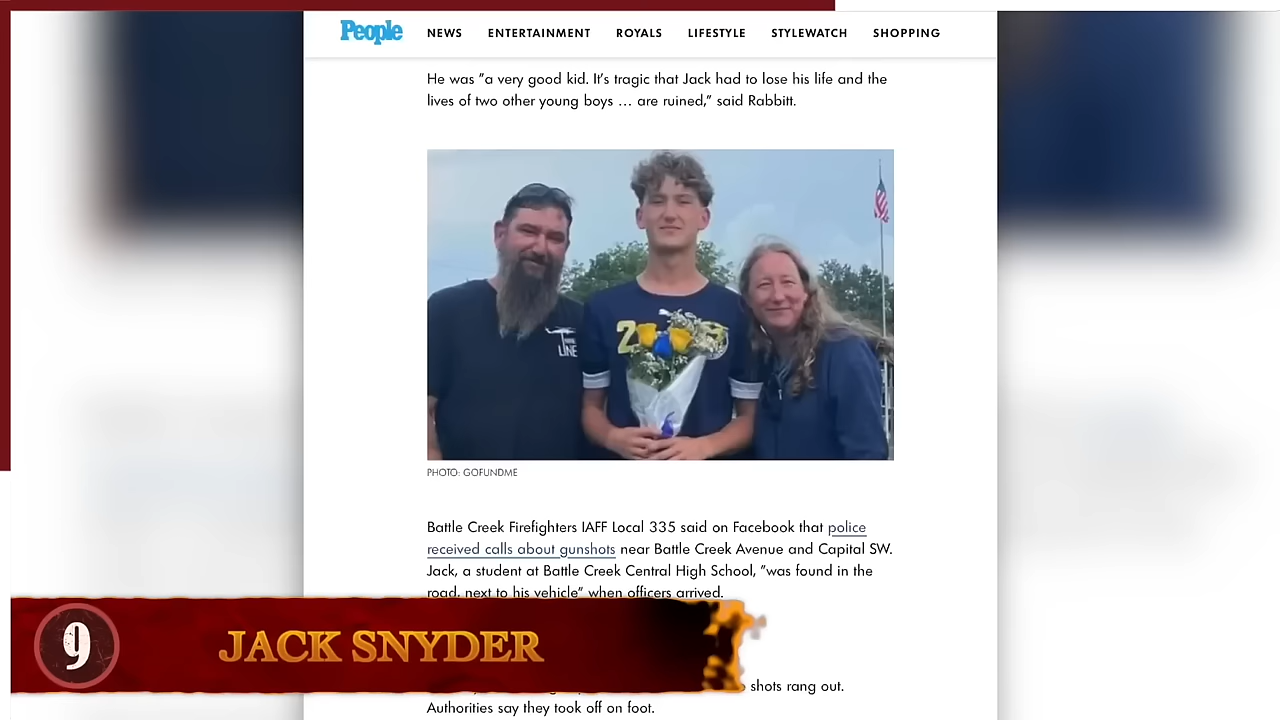 People
NEWS ENTERTAINMENT ROYALS LIFESTYLE STYLEWATCH SHOPPING
He was "a very good kid. It's tragic that Jack had to lose his life and the
lives of two other young boys … are ruined," said Rabbitt.
LINE
PHOTO: GOFUNDME
Battle Creek Firefighters IAFF Local 335 said on Facebook that police
received calls about gunshots near Battle Creek Avenue and Capital SW.
Jack, a student at Battle Creek Central High School, "was found in the
road, next to his vehicle" when officers arrived.
9 JACK SNYDER
shots rang out.
Authorities say they took off on foot.